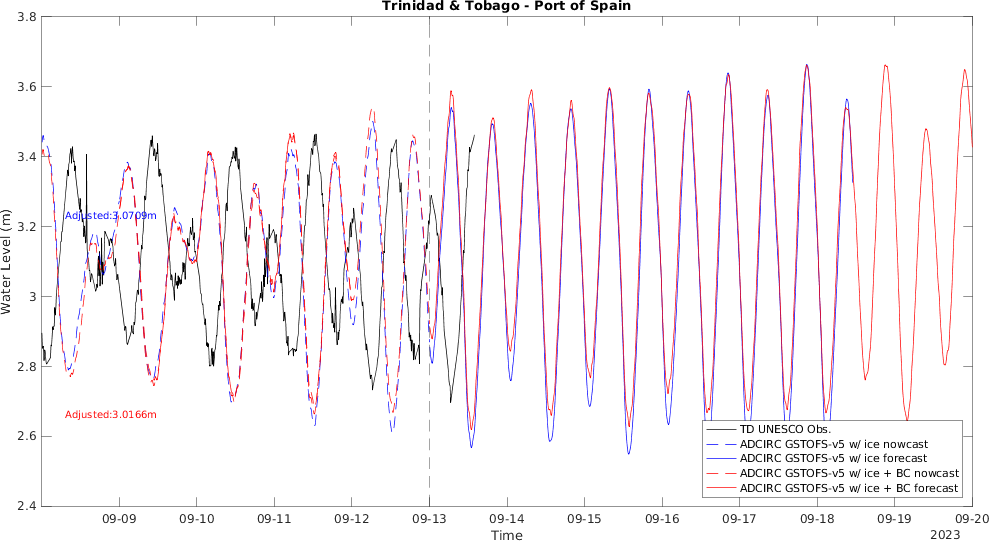 Trinidad & Tobago - Port of Spain
3.8
3.6
3.4
3.2
3
2.8
2.6
2.4
Water Level (m)
Adjusted:3.0709m
Adjusted:3.0166m
TD UNESCO Obs.
ADCIRC GSTOFS-v5 w/ ice nowcast
ADCIRC GSTOFS-v5 w/ ice forecast
ADCIRC GSTOFS-v5 w/ ice + BC nowcast
ADCIRC GSTOFS-v5 w/ ice + BC forecast
09-09 09-10 09-11 09-12 09-13 09-14 09-15 09-16 09-17 09-18 09-19 09-20
Time
2023